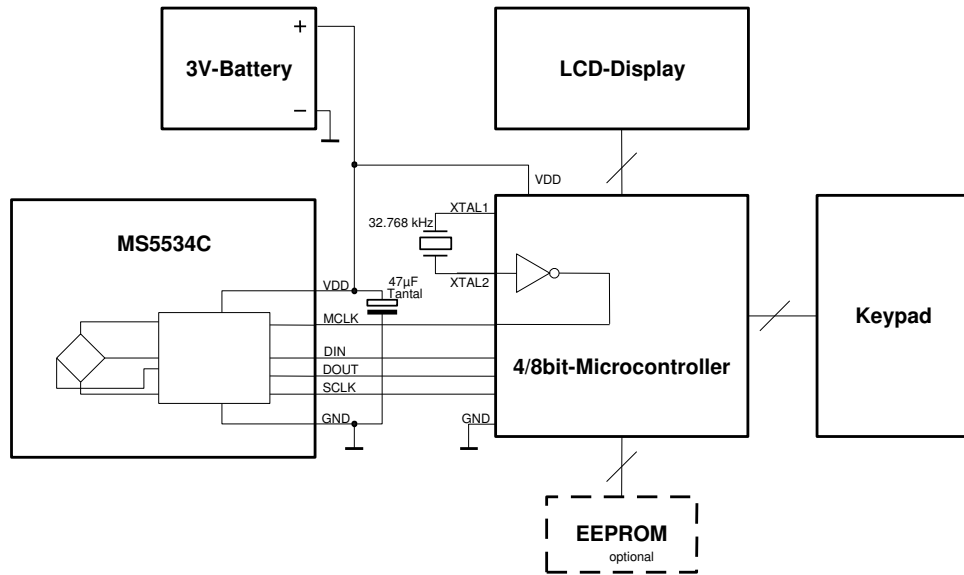 +
3V-Battery
−
LCD-Display
VDD
MS5534C
32.768 kHz
XTAL1
XTAL2
VDD
47µF
Tantal
MCLK
DIN
DOUT
SCLK
GND
GND
4/8bit-Microcontroller
Keypad
EEPROM
optional